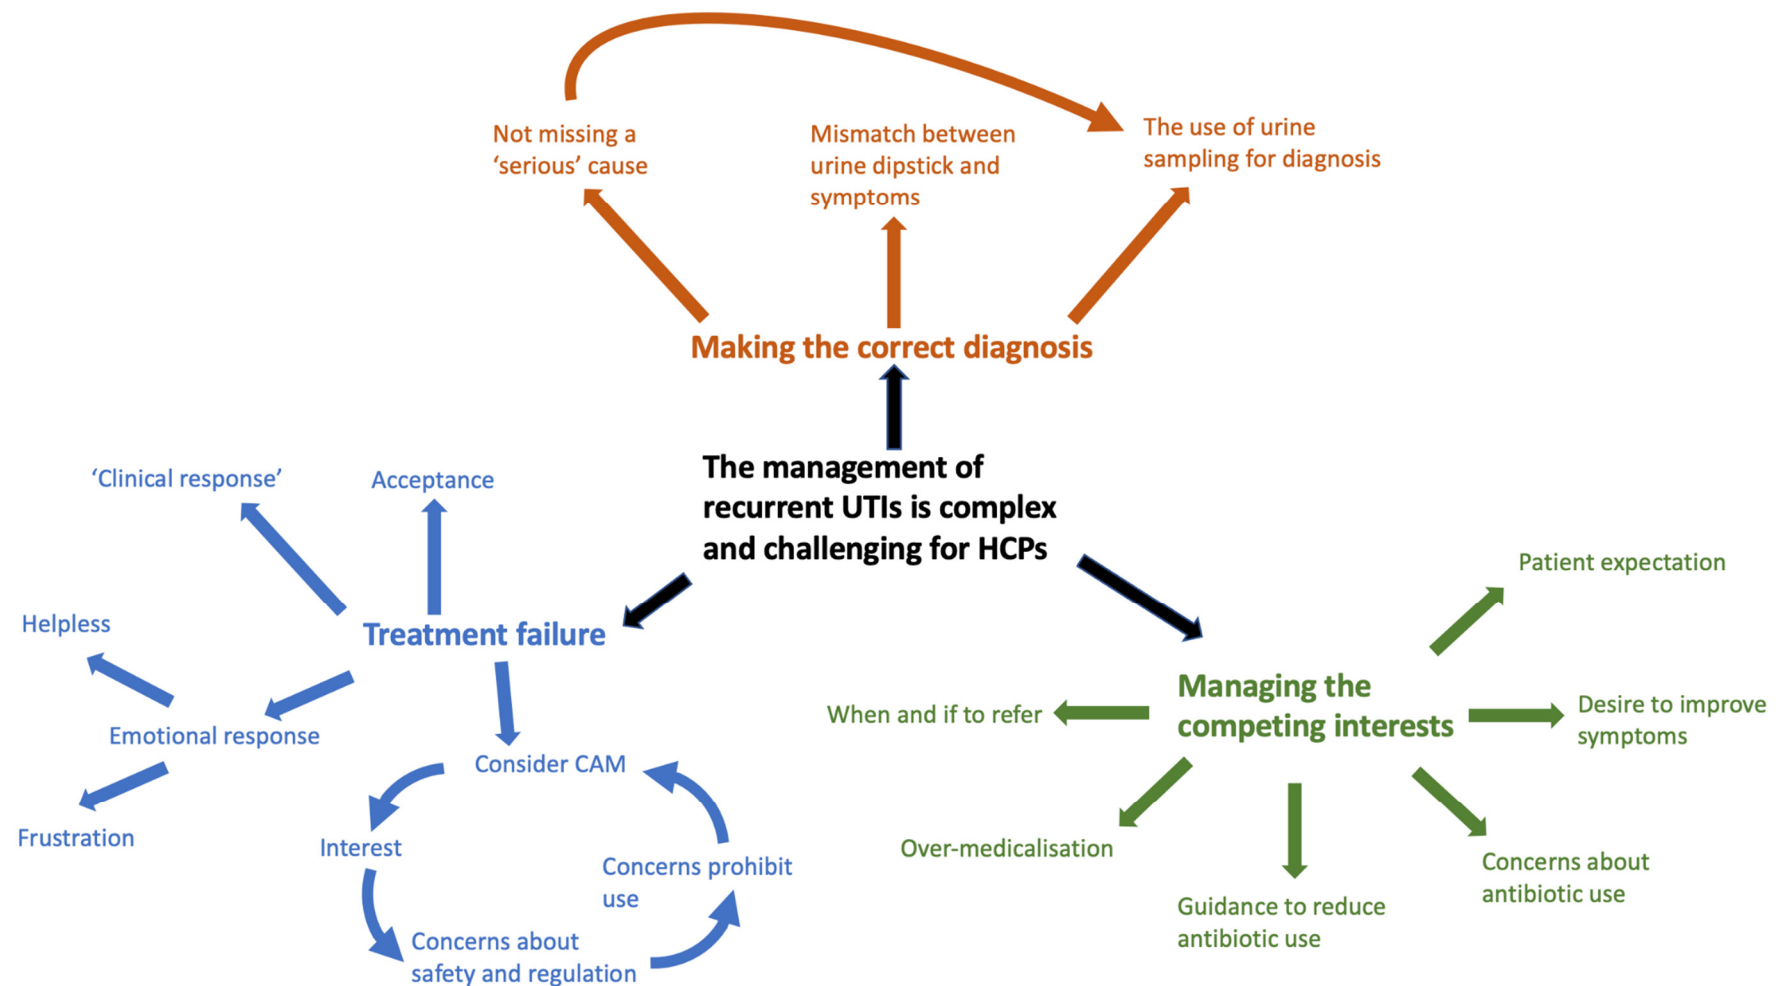 Not missing a
‘serious’ cause
Mismatch between
urine dipstick and
symptoms
The use of urine
sampling for diagnosis
Making the correct diagnosis
The management of
recurrent UTIs is complex
and challenging for HCPs
‘Clinical response’
Acceptance
Helpless
Treatment failure
Emotional response
Frustration
Consider CAM
Interest
Concerns about
safety and regulation
Concerns prohibit
use
Patient expectation
Managing the
competing interests
When and if to refer
Desire to improve
symptoms
Over-medicalisation
Guidance to reduce
antibiotic use
Concerns about
antibiotic use